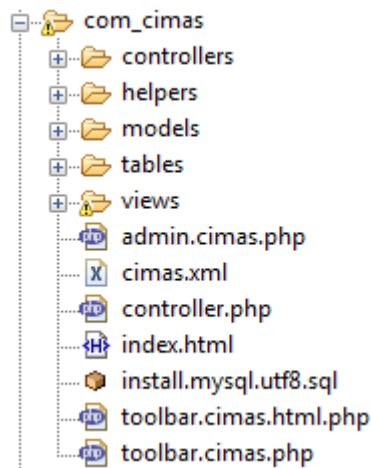 com_cimas
controllers
helpers
models
tables
views
admin.cimas.php
cimas.xml
controller.php
index.html
install.mysql.utf8.sql
toolbar.cimas.html.php
toolbar.cimas.php